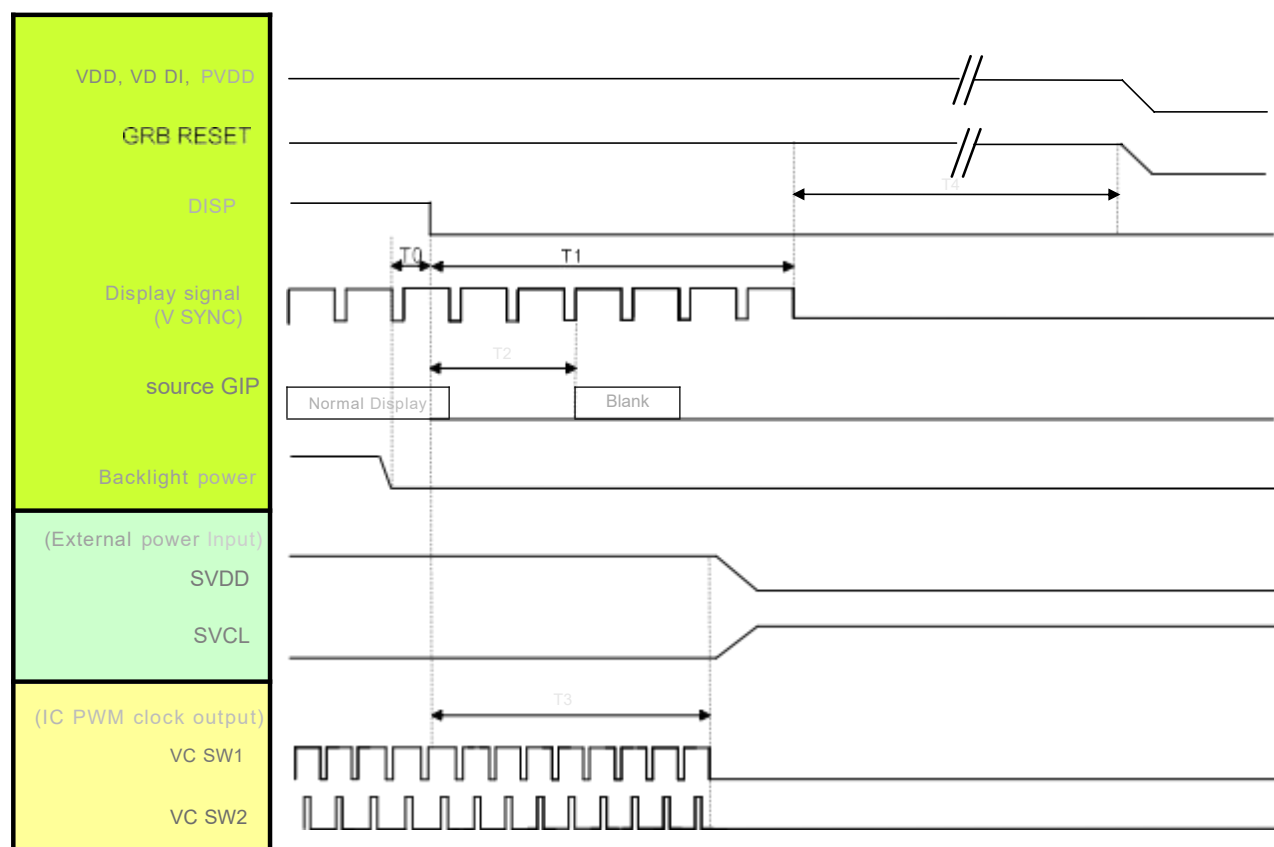 VDD, VD DI, PVDD
GRB RESET
T4
DISP
T0
T1
Display signal
(V SYNC)
T2
source GIP
Normal Display
Blank
Backlight power
(External power Input)
SVDD
SVCL
T3
(IC PWM clock output)
VC SW1
VC SW2